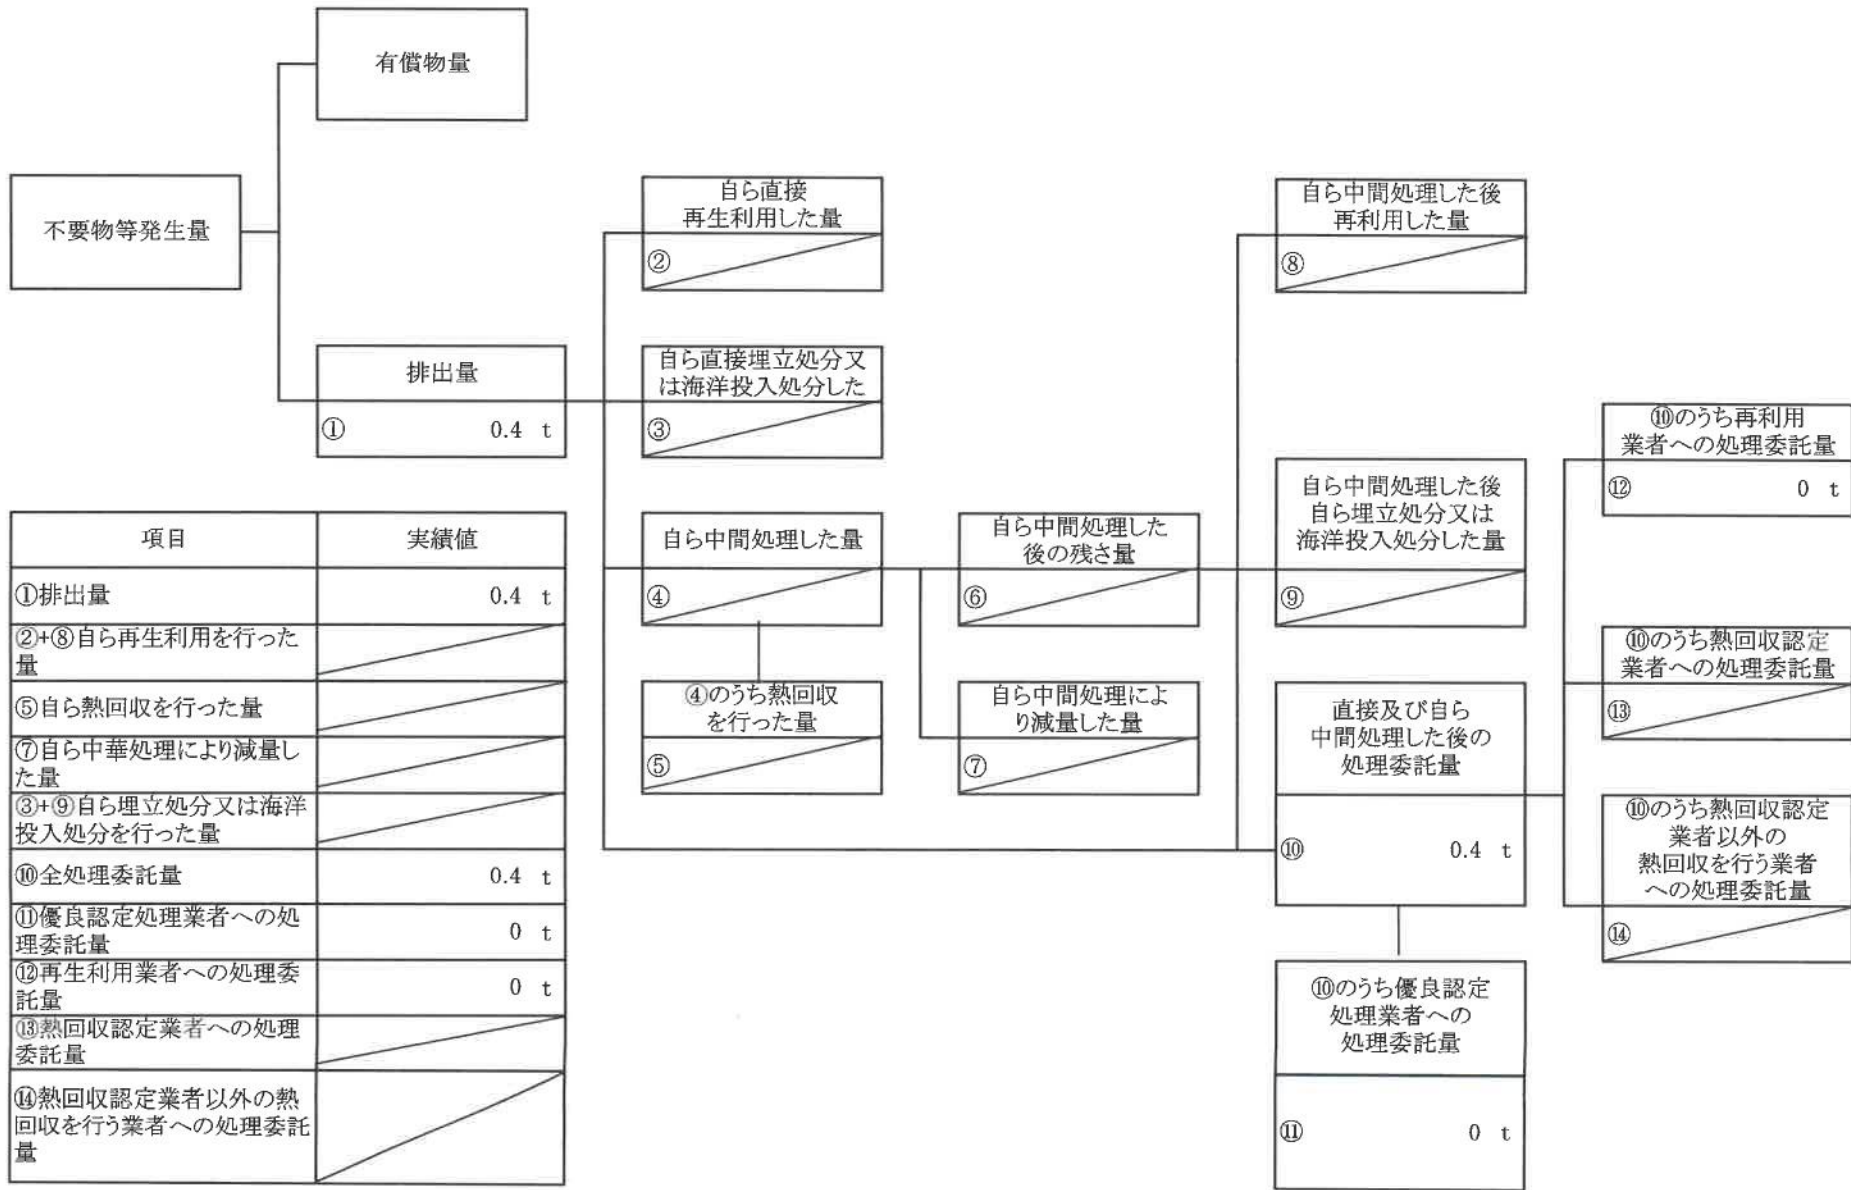 有償物量
不要物等発生量
自ら直接
再生利用した量
②
自ら中間処理した後
再利用した量
⑧
排出量
① 0.4 t
自ら直接埋立処分又
は海洋投入処分した
③
⑩のうち再利用
業者への処理委託量
⑫ 0 t
自ら中間処理した量
④
自ら中間処理した
後の残さ量
⑥
自ら中間処理した後
自ら埋立処分又は
海洋投入処分した量
⑨
④のうち熱回収
を行った量
⑤
自ら中間処理によ
り減量した量
⑦
直接及び自ら
中間処理した後の
処理委託量
⑩ 0.4 t
⑩のうち熱回収認定
業者への処理委託量
⑬
⑩のうち熱回収認定
業者以外の
熱回収を行う業者
への処理委託量
⑭
⑩のうち優良認定
処理業者への
処理委託量
⑪ 0 t
項目 実績値
①排出量 0.4 t
②+⑧自ら再生利用を行った
量
⑤自ら熱回収を行った量
⑦自ら中華処理により減量し
た量
③+⑨自ら埋立処分又は海洋
投入処分を行った量
⑩全処理委託量 0.4 t
⑪優良認定処理業者への処
理委託量 0 t
⑫再生利用業者への処理委
託量 0 t
⑬熱回収認定業者への処理
委託量
⑭熱回収認定業者以外の熱
回収を行う業者への処理委託
量